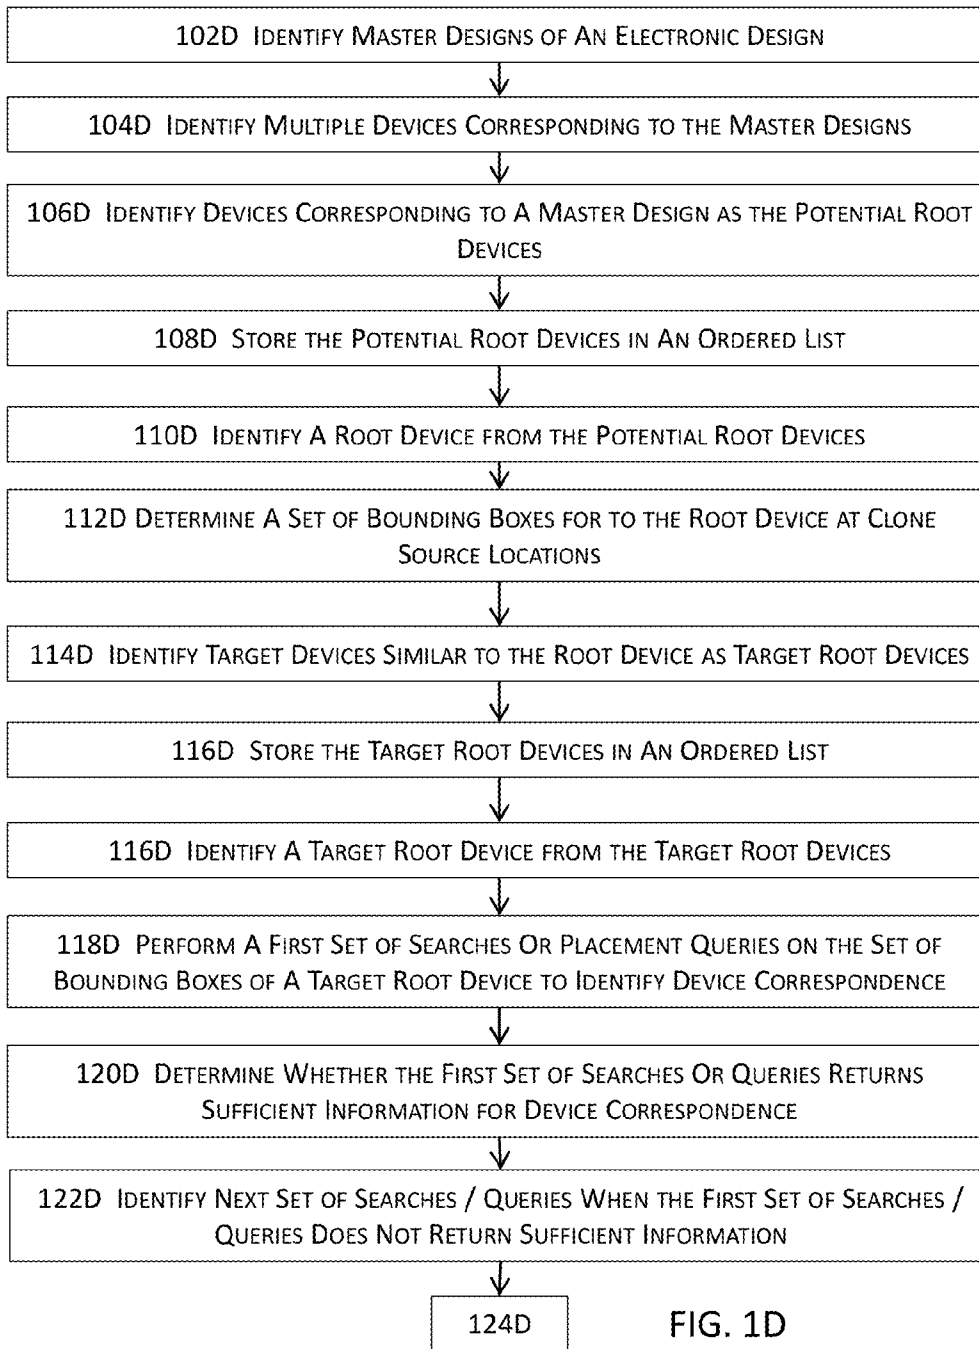 102D IDENTIFY MASTER DESIGNS OF AN ELECTRONIC DESIGN
104D IDENTIFY MULTIPLE DEVICES CORRESPONDING TO THE MASTER DESIGNS
106D IDENTIFY DEVICES CORRESPONDING TO A MASTER DESIGN AS THE POTENTIAL ROOT
DEVICES
108D STORE THE POTENTIAL ROOT DEVICES IN AN ORDERED LIST
110D IDENTIFY A ROOT DEVICE FROM THE POTENTIAL ROOT DEVICES
112D DETERMINE A SET OF BOUNDING BOXES FOR TO THE ROOT DEVICE AT CLONE
SOURCE LOCATIONS
114D IDENTIFY TARGET DEVICES SIMILAR TO THE ROOT DEVICE AS TARGET ROOT DEVICES
116D STORE THE TARGET ROOT DEVICES IN AN ORDERED LIST
116D IDENTIFY A TARGET ROOT DEVICE FROM THE TARGET ROOT DEVICES
118D PERFORM A FIRST SET OF SEARCHES OR PLACEMENT QUERIES ON THE SET OF
BOUNDING BOXES OF A TARGET ROOT DEVICE TO IDENTIFY DEVICE CORRESPONDENCE
120D DETERMINE WHETHER THE FIRST SET OF SEARCHES OR QUERIES RETURNS
SUFFICIENT INFORMATION FOR DEVICE CORRESPONDENCE
122D IDENTIFY NEXT SET OF SEARCHES / QUERIES WHEN THE FIRST SET OF SEARCHES /
QUERIES DOES NOT RETURN SUFFICIENT INFORMATION
124D
FIG. 1D